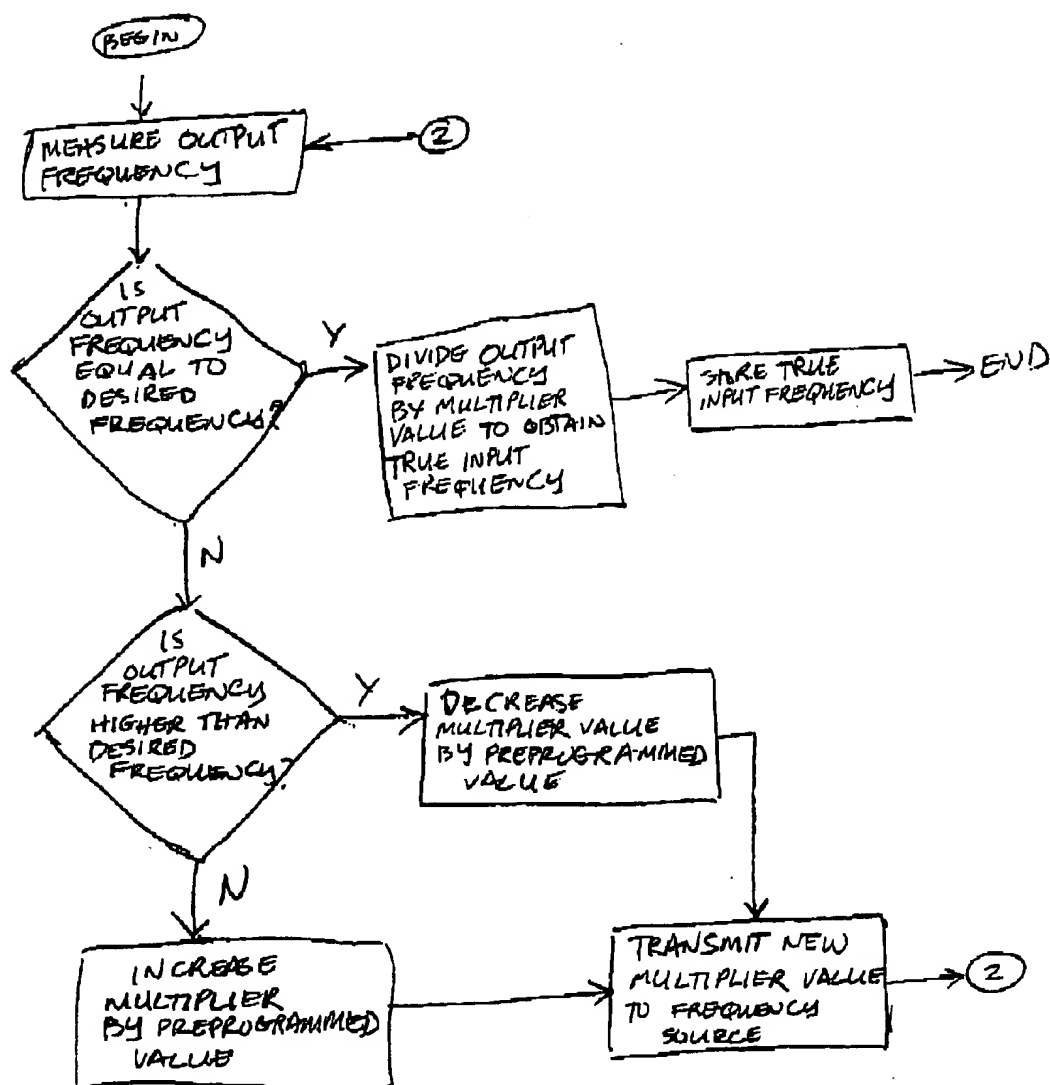 BEGIN
MEASURE OUTPUT
FREQUENCY
2
IS
OUTPUT
FREQUENCY
EQUAL TO
DESIRED
FREQUENCY?
Y
DIVIDE OUTPUT
FREQUENCY
BY MULTIPLIER
VALUE TO OBTAIN
TRUE INPUT
FREQUENCY
STORE TRUE
INPUT FREQUENCY
END
N
IS
OUTPUT
FREQUENCY
HIGHER THAN
DESIRED
FREQUENCY?
Y
DECREASE
MULTIPLIER VALUE
BY PREPROGRAMMED
VALUE
N
INCREASE
MULTIPLIER
BY PREPROGRAMMED
VALUE
TRANSMIT NEW
MULTIPLIER VALUE
TO FREQUENCY
SOURCE
2